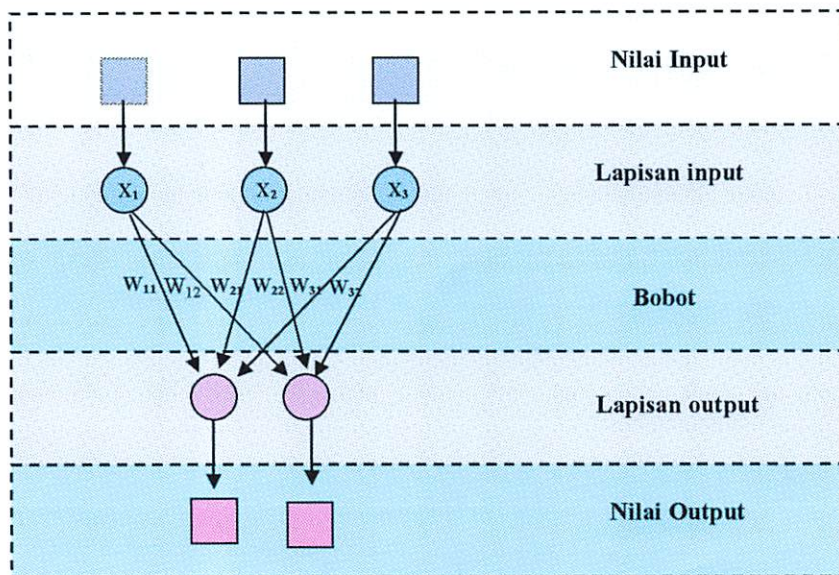 Nilai Input
Lapisan input
X₁ X₂ X₃
W₁₁ W₁₂ W₂₁ W₂₂ W₃₁ W₃₂
Bobot
Lapisan output
Nilai Output